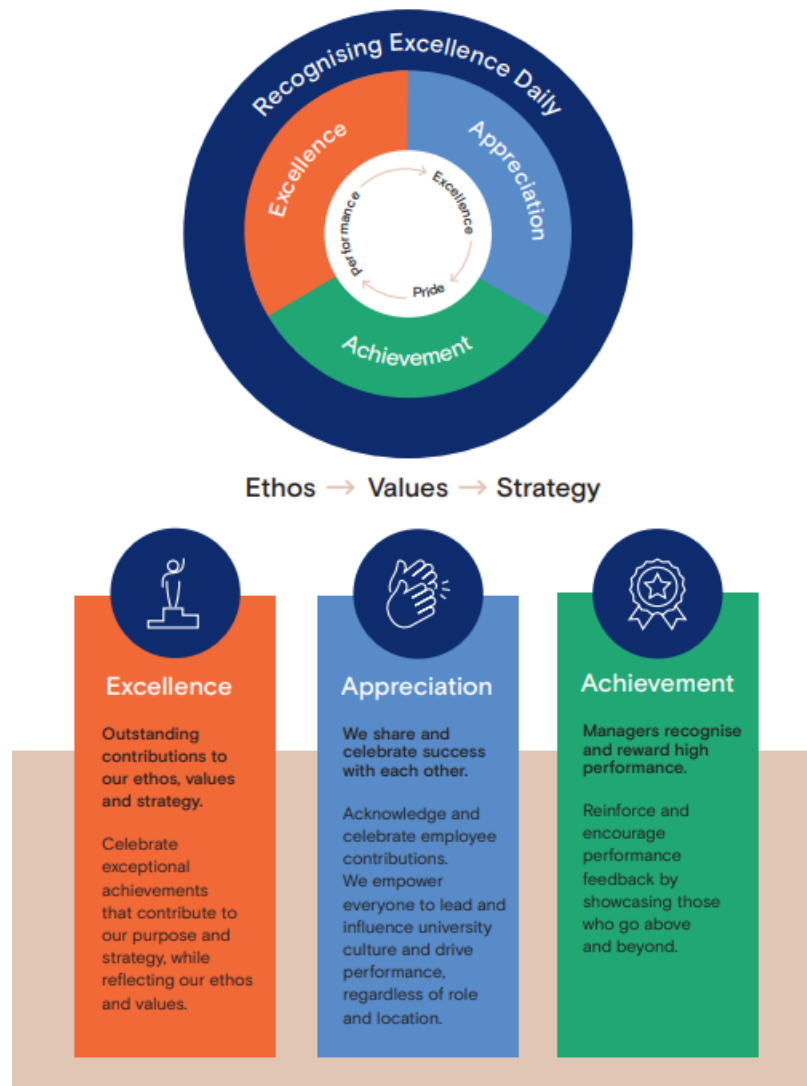 Recognising Excellence Daily
Excellence
Appreciation
Achievement
Excellence
Pride
Performance
Ethos → Values → Strategy
Excellence
Outstanding
contributions to
our ethos, values
and strategy.
Celebrate
exceptional
achievements
that contribute to
our purpose and
strategy, while
reflecting our ethos
and values.
Appreciation
We share and
celebrate success
with each other.
Acknowledge and
celebrate employee
contributions.
We empower
everyone to lead and
influence university
culture and drive
performance,
regardless of role
and location.
Achievement
Managers recognise
and reward high
performance.
Reinforce and
encourage
performance
feedback by
showcasing those
who go above
and beyond.